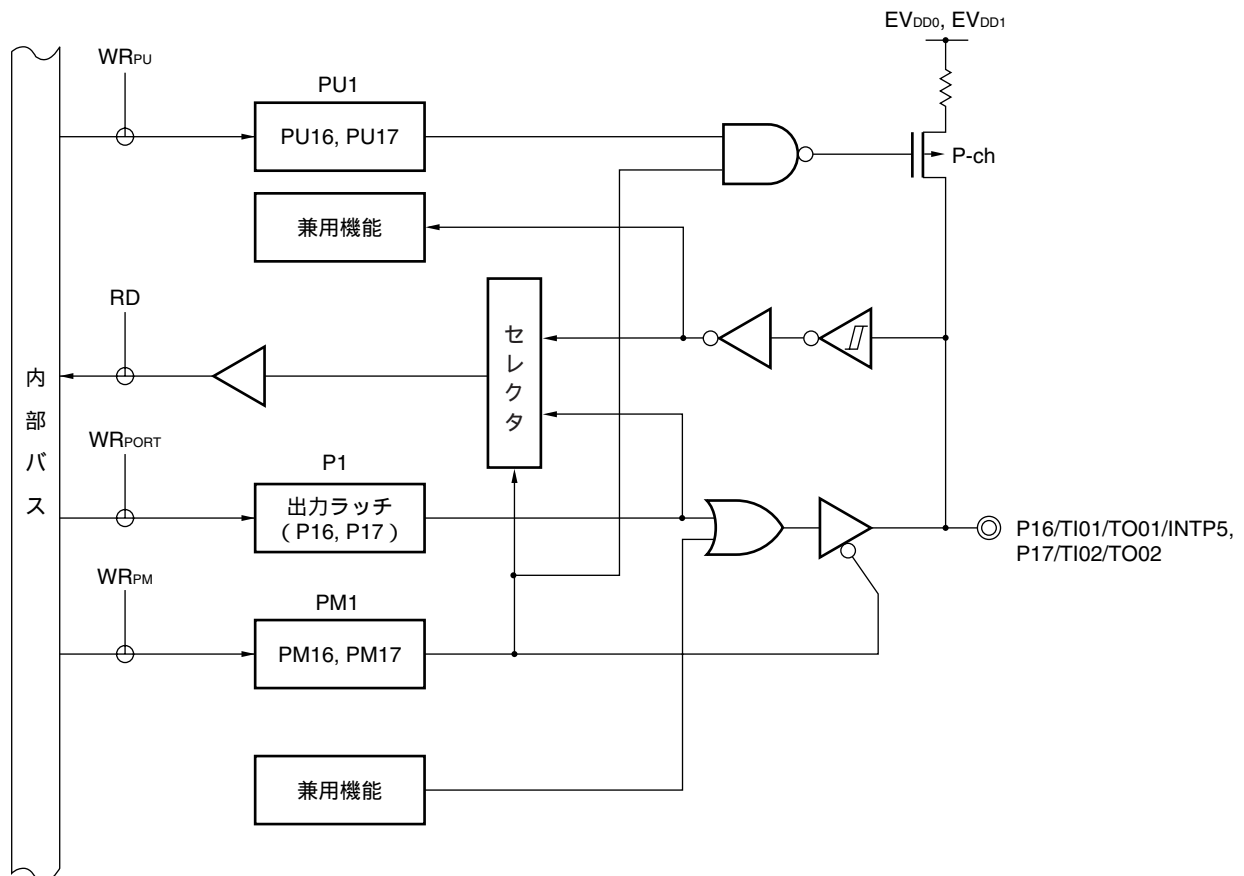 EVDD0, EVDD1
WRPU
PU1
PU16, PU17
P-ch
兼用機能
RD
セレクタ
内部バス
WRPORT
P1
出力ラッチ
（P16, P17）
P16/TI01/TO01/INTP5,
P17/TI02/TO02
WRPM
PM1
PM16, PM17
兼用機能